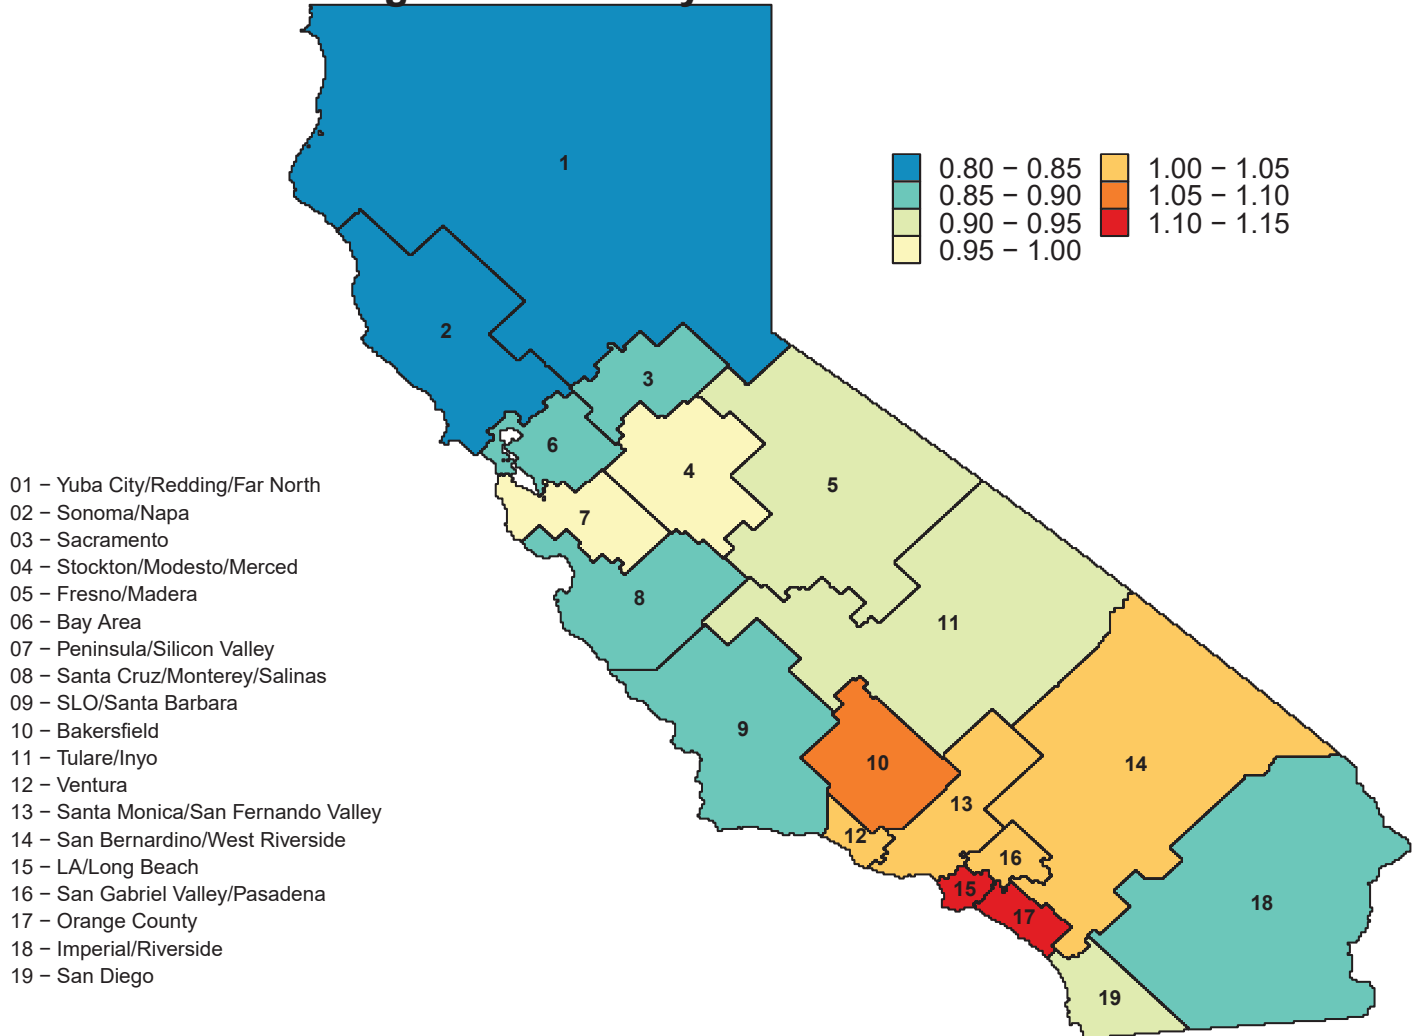 1
0.80 − 0.85
0.85 − 0.90
0.90 − 0.95
0.95 − 1.00
1.00 − 1.05
1.05 − 1.10
1.10 − 1.15
2
3
6
4
5
7
8
11
9
10
14
13
12
16
15
17
18
19
01 − Yuba City/Redding/Far North
02 − Sonoma/Napa
03 − Sacramento
04 − Stockton/Modesto/Merced
05 − Fresno/Madera
06 − Bay Area
07 − Peninsula/Silicon Valley
08 − Santa Cruz/Monterey/Salinas
09 − SLO/Santa Barbara
10 − Bakersfield
11 − Tulare/Inyo
12 − Ventura
13 − Santa Monica/San Fernando Valley
14 − San Bernardino/West Riverside
15 − LA/Long Beach
16 − San Gabriel Valley/Pasadena
17 − Orange County
18 − Imperial/Riverside
19 − San Diego